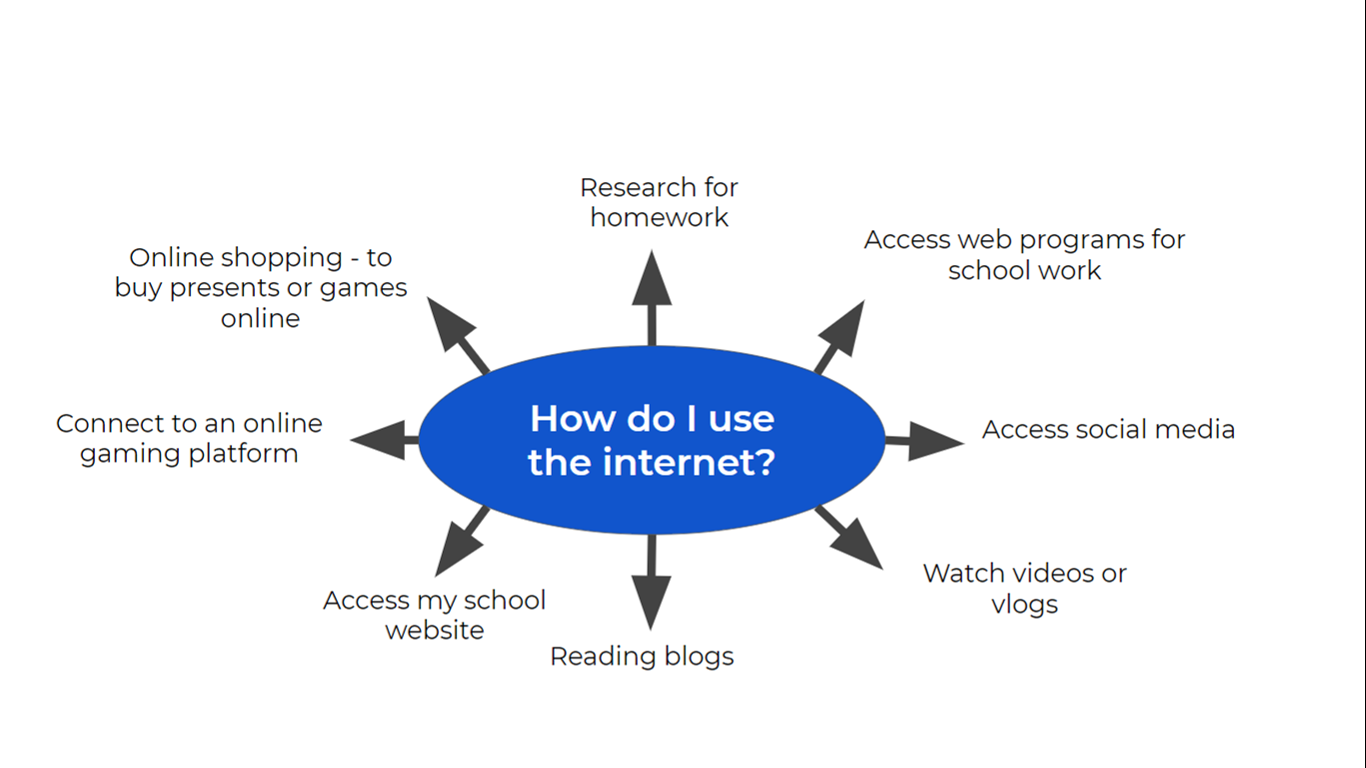 Research for
homework
Access web programs for
school work
Online shopping - to
buy presents or games
online
How do I use
the internet?
Connect to an online
gaming platform
Access social media
Access my school
website
Watch videos or
vlogs
Reading blogs